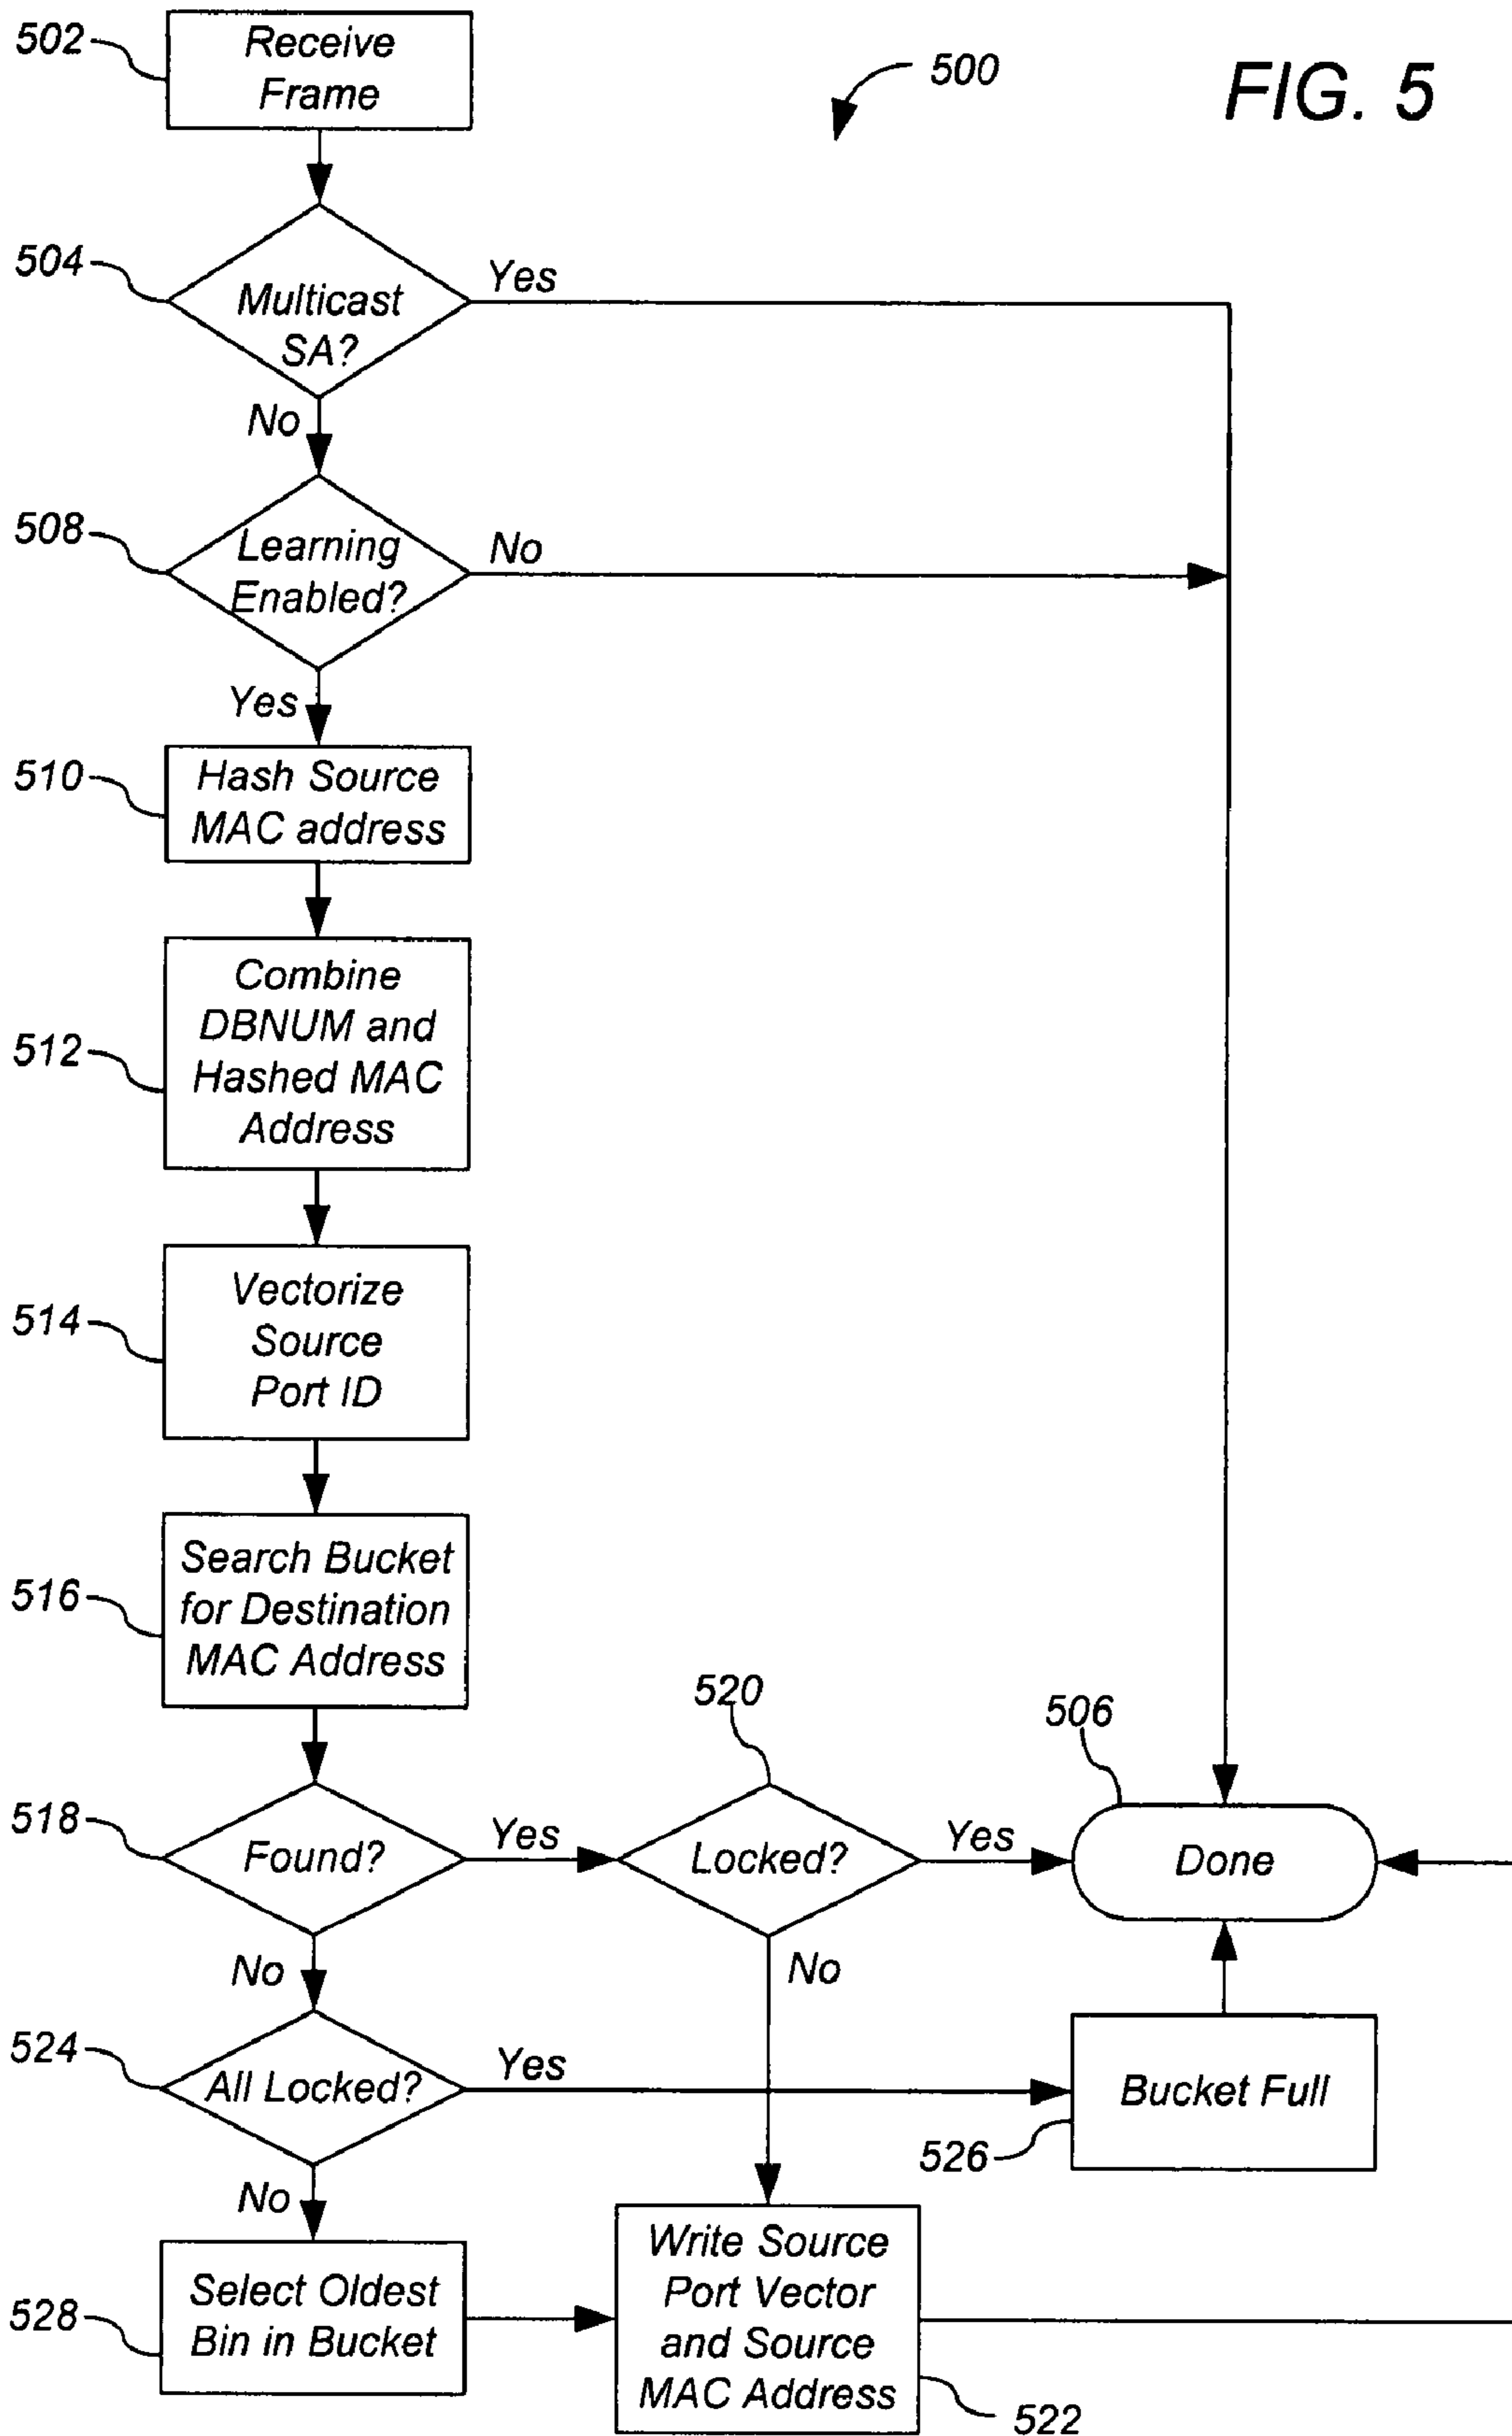 502
Receive
Frame
500
FIG. 5
504
Multicast
SA?
Yes
No
508
Learning
Enabled?
No
Yes
510
Hash Source
MAC address
512
Combine
DBNUM and
Hashed MAC
Address
514
Vectorize
Source
Port ID
516
Search Bucket
for Destination
MAC Address
518
Found?
Yes
520
Locked?
Yes
506
Done
No
No
524
All Locked?
Yes
Bucket Full
526
No
528
Select Oldest
Bin in Bucket
Write Source
Port Vector
and Source
MAC Address
522